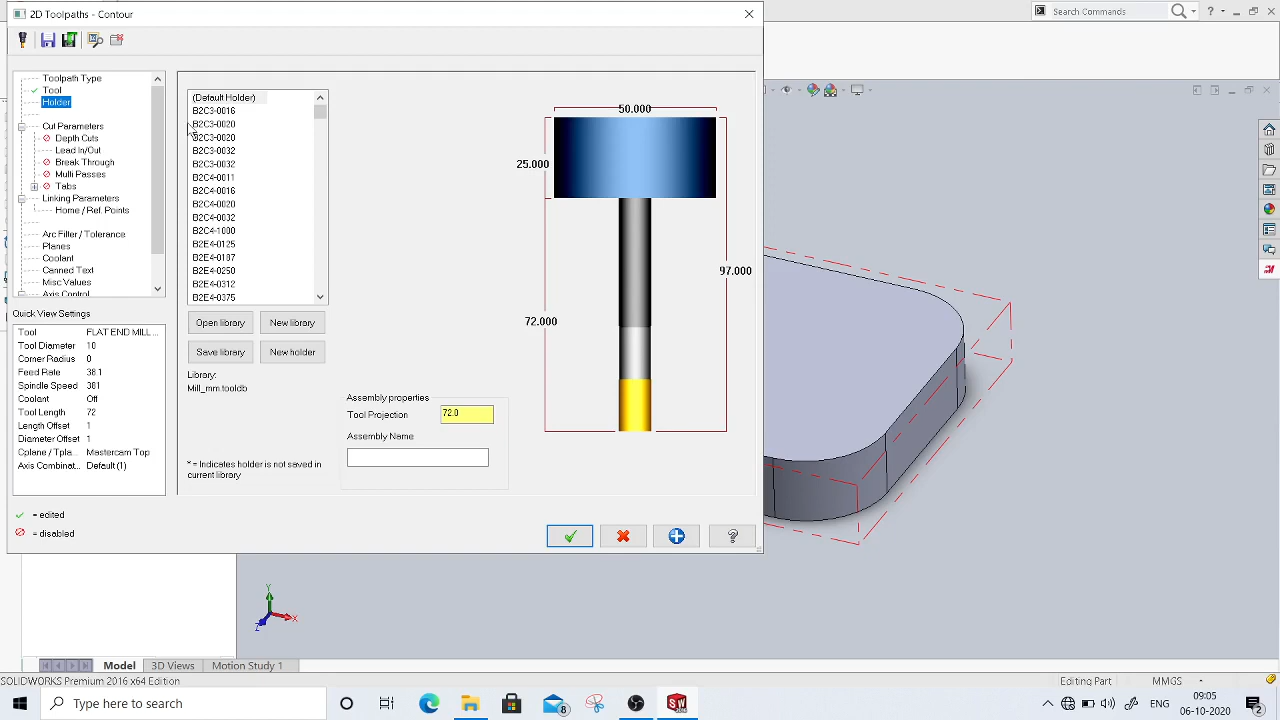 2D Toolpaths - Contour
Search Commands
Toolpath Type
Tool
Holder
Cut Parameters
Depth Cuts
Lead In/Out
Break Through
Multi Passes
Tabs
Linking Parameters
Home / Ref. Points
Arc Filter / Tolerance
Planes
Coolant
Canned Text
Misc Values
Axis Control
(Default Holder)
B2C3-0016
B2C3-0020
B2C3-0020
B2C3-0032
B2C3-0032
B2C4-0011
B2C4-0016
B2C4-0020
B2C4-0032
B2C4-1000
B2E4-0125
B2E4-0187
B2E4-0250
B2E4-0312
B2E4-0375
50.000
25.000
97.000
72.000
Open library
New library
Save library
New holder
Library:
Mill_mm.tooldb
* = Indicates holder is not saved in
current library
Assembly properties
Tool Projection
72.0
Assembly Name
Quick View Settings
Tool FLAT END MILL ...
Tool Diameter 10
Corner Radius 0
Feed Rate 38.1
Spindle Speed 381
Coolant Off
Tool Length 72
Length Offset 1
Diameter Offset 1
Cplane / Tpla... Mastercam Top
Axis Combinat... Default (1)
= edited
= disabled
Y
X
Z
Model
3D Views
Motion Study 1
SOLIDWORKS Premium 2016 x64 Edition
Editing Part
MMGS
Type here to search
8
ENG
09:05
06-10-2020
2